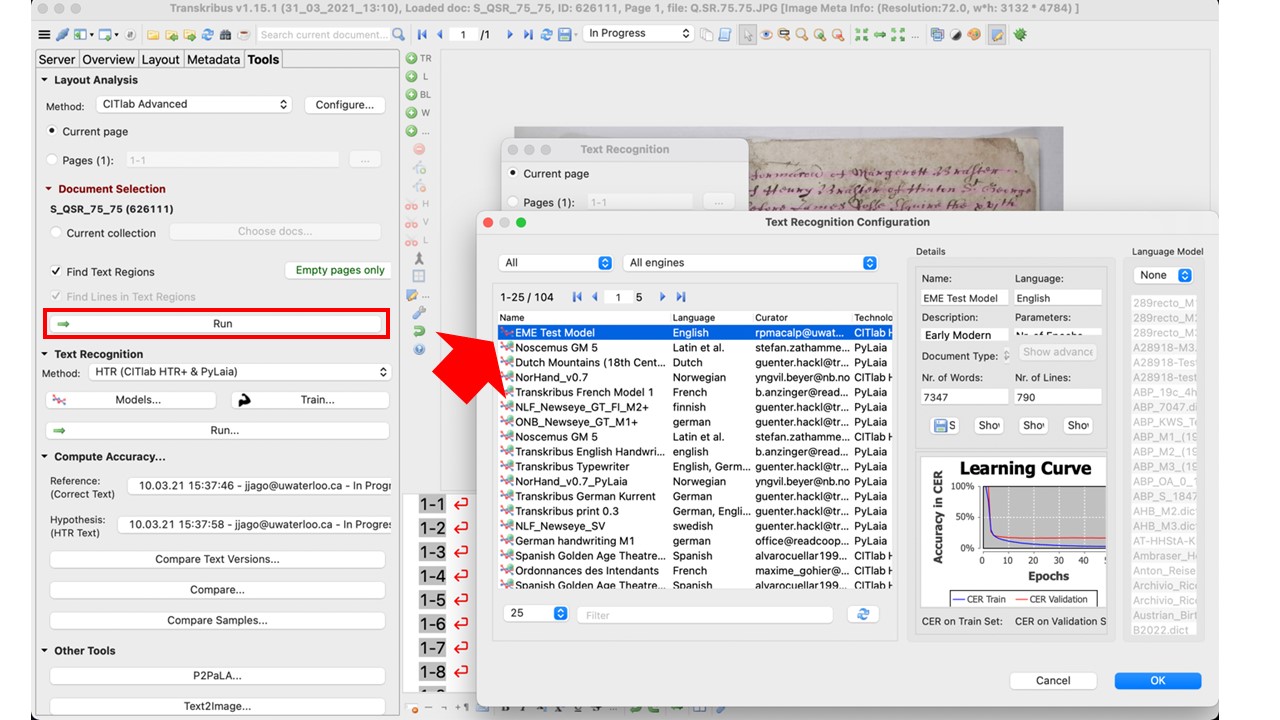 Transkribus v1.15.1 (31_03_2021_13:10), Loaded doc: S_QSR_75_75, ID: 626111, Page 1, file: Q.SR.75.75.JPG [Image Meta Info: (Resolution:72.0, w*h: 3132 * 4784) ]
Search current document...
1 /1
In Progress
Server Overview Layout Metadata Tools
Layout Analysis
Method: CITlab Advanced Configure...
Current page
Pages (1): 1-1 ...
Document Selection
S_QSR_75_75 (626111)
Current collection Choose docs...
Find Text Regions Empty pages only
Find Lines in Text Regions
Run
Text Recognition
Method: HTR (CITlab HTR+ & PyLaia)
Models... Train...
Run...
Compute Accuracy...
Reference:
(Correct Text)
10.03.21 15:37:46 - jjago@uwaterloo.ca - In Progr
Hypothesis:
(HTR Text)
10.03.21 15:37:58 - jjago@uwaterloo.ca - In Progres
Compare Text Versions...
Compare...
Compare Samples...
Other Tools
P2PaLA...
Text2Image...
TR
L
BL
W
...
H
V
L
...
1-1
1-2
1-3
1-4
1-5
1-6
1-7
1-8
Text Recognition
Current page
Pages (1): 1-1 ...
of Margerett
Henry of Hinton St George
before James
Text Recognition Configuration
All All engines
1-25 / 104 1 5
Name Language Curator Technolo
EME Test Model English rpmacalp@uwat... CITlab H
Noscemus GM 5 Latin et al. stefan.zathamme... PyLaia
Dutch Mountains (18th Cent... Dutch guenter.hackl@tr... PyLaia
NorHand_v0.7 Norwegian yngvil.beyer@nb.no CITlab H
Transkribus French Model 1 French b.anzinger@read... PyLaia
NLF_Newseye_GT_FI_M2+ finnish guenter.hackl@tr... PyLaia
ONB_Newseye_GT_M1+ german guenter.hackl@tr... PyLaia
Noscemus GM 5 Latin et al. stefan.zathamme... CITlab H
Transkribus English Handwri... english b.anzinger@read... PyLaia
Transkribus Typewriter English, Germ... guenter.hackl@tr... PyLaia
NorHand_v0.7_PyLaia Norwegian yngvil.beyer@nb.no PyLaia
Transkribus German Kurrent German guenter.hackl@tr... PyLaia
Transkribus print 0.3 German, Engli... guenter.hackl@tr... PyLaia
NLF_Newseye_SV swedish guenter.hackl@tr... PyLaia
German handwriting M1 german office@readcoop... PyLaia
Spanish Golden Age Theatre... Spanish alvarocuellar199... CITlab H
Ordonnances des Intendants French maxime_gohier@... CITlab H
Spanish Golden Age Theatre... Spanish alvarocuellar199... PyLaia
25 Filter
Details
Name: Language:
EME Test Model English
Description: Parameters:
Early Modern Nr. of Epochs
Document Type: Show advance
Nr. of Words: Nr. of Lines:
7347 790
S Sho Sho Sho
Learning Curve
Accuracy in CER
100%
50%
0%
0 10 20 30 40
Epochs
CER Train CER Validation
CER on Train Set: CER on Validation S
Language Model
None
289recto_M
289recto_M
289recto_M
A28918-M3.
A28918-test
ABP_19c_4h
ABP_7047.di
ABP_KWS_Te
ABP_M1_(19
ABP_M2_(19
ABP_M3_(19
ABP_OA_0_1
ABP_S_1847
AHB_M2.dic
AHB_M3.dict
AT-HHStA-K
Ambraser_He
Anton_Reise
Archivio_Ricc
Archivio_Ricc
Austrian_Birt
B2022.dict
Cancel OK